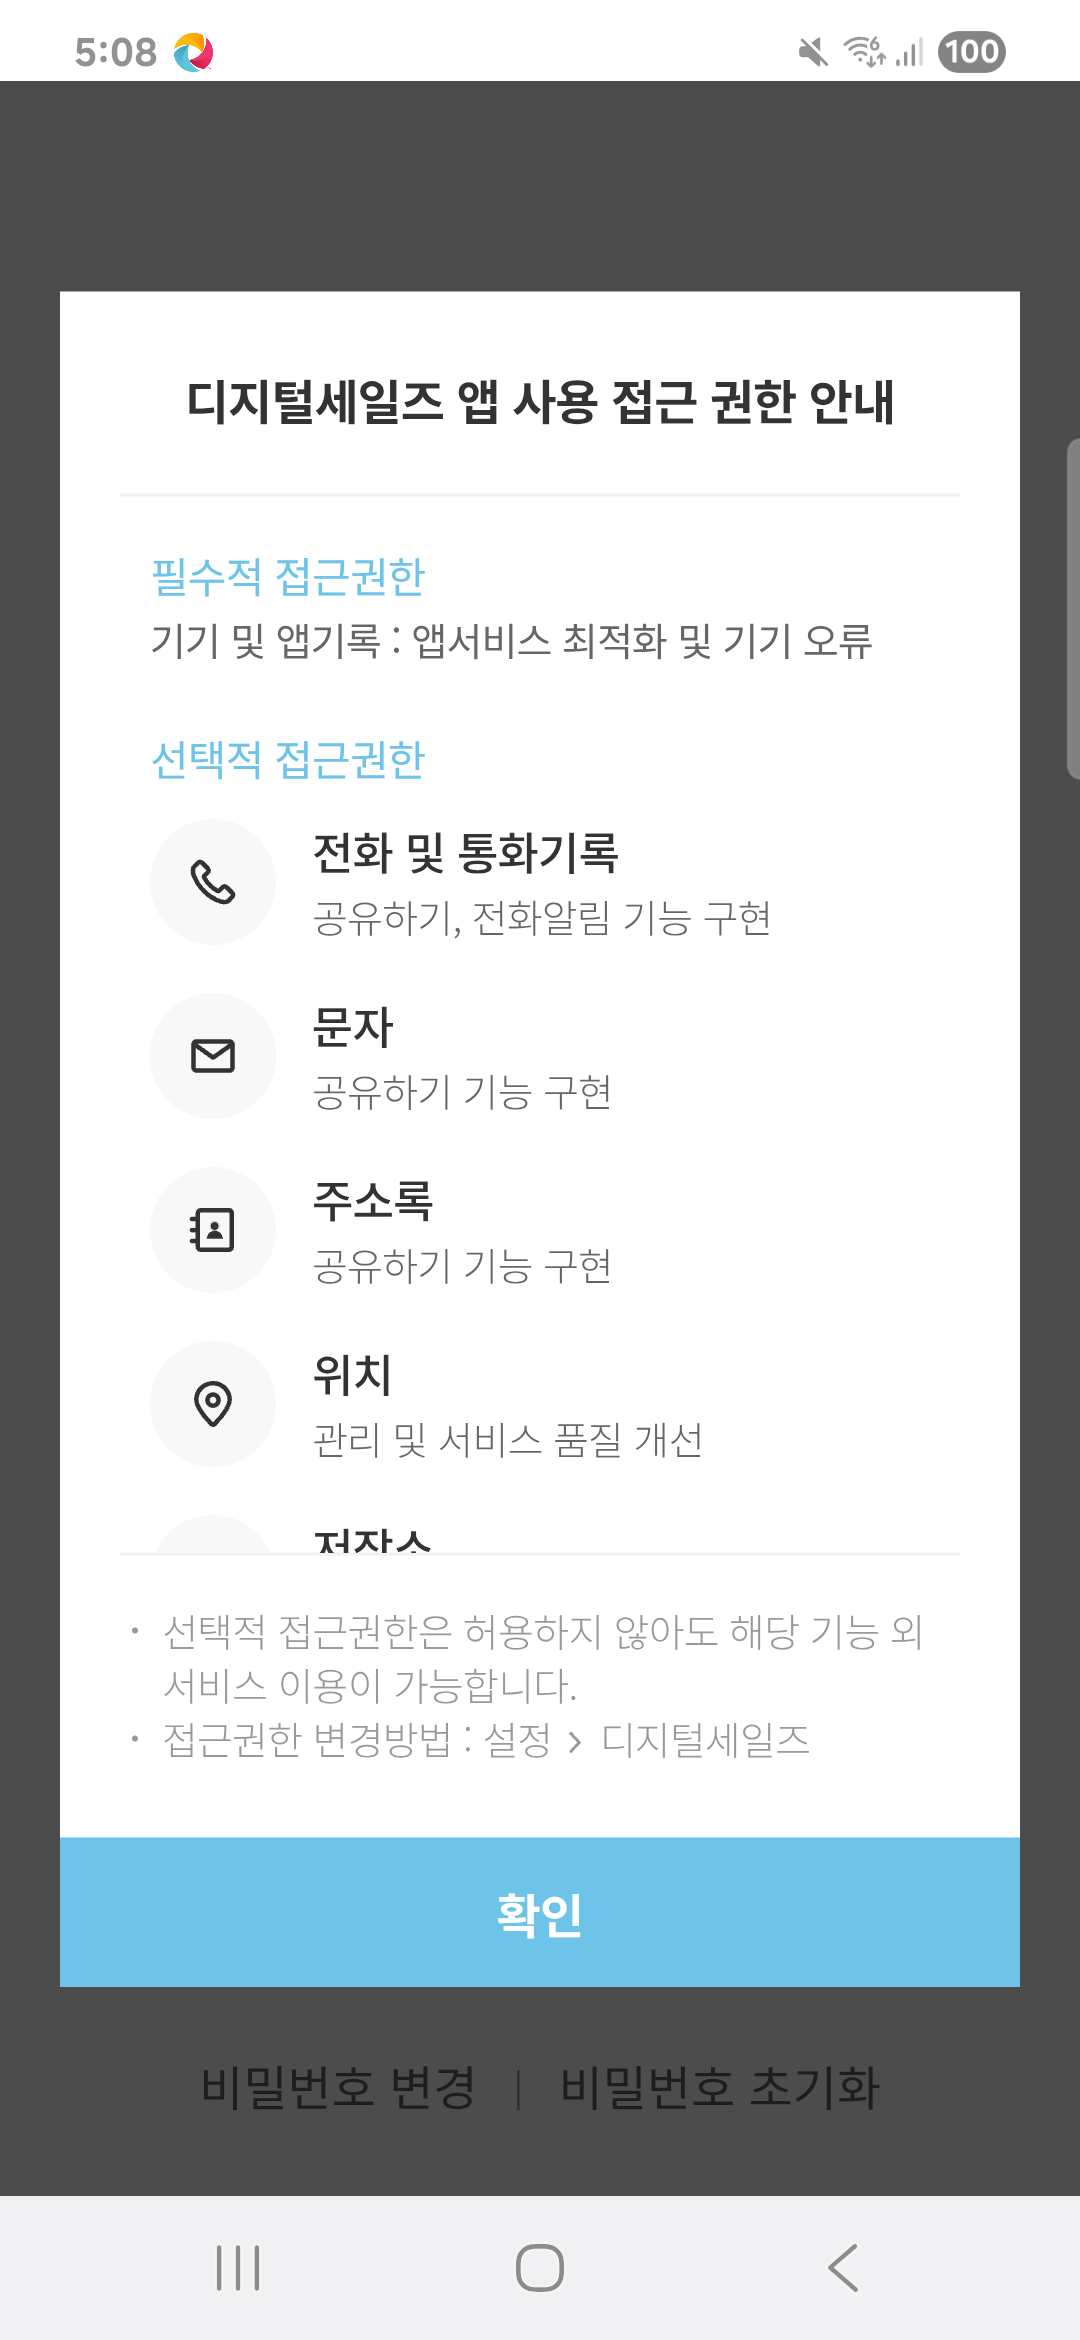 5:08
6
100
디지털세일즈 앱 사용 접근 권한 안내
필수적 접근권한
기기 및 앱기록 : 앱서비스 최적화 및 기기 오류
선택적 접근권한
전화 및 통화기록
공유하기, 전화알림 기능 구현
문자
공유하기 기능 구현
주소록
공유하기 기능 구현
위치
관리 및 서비스 품질 개선
저장소
· 선택적 접근권한은 허용하지 않아도 해당 기능 외
서비스 이용이 가능합니다.
· 접근권한 변경방법 : 설정 > 디지털세일즈
확인
비밀번호 변경 | 비밀번호 초기화